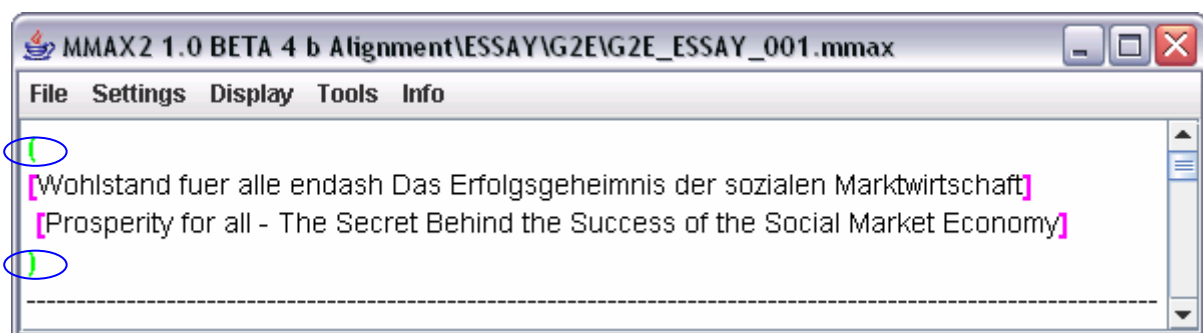 MMAX2 1.0 BETA 4 b Alignment\ESSAY\G2E\G2E_ESSAY_001.mmax
File Settings Display Tools Info
(
[Wohlstand fuer alle endash Das Erfolgsgeheimnis der sozialen Marktwirtschaft]
[Prosperity for all - The Secret Behind the Success of the Social Market Economy]
)
--------------------------------------------------------------------------------